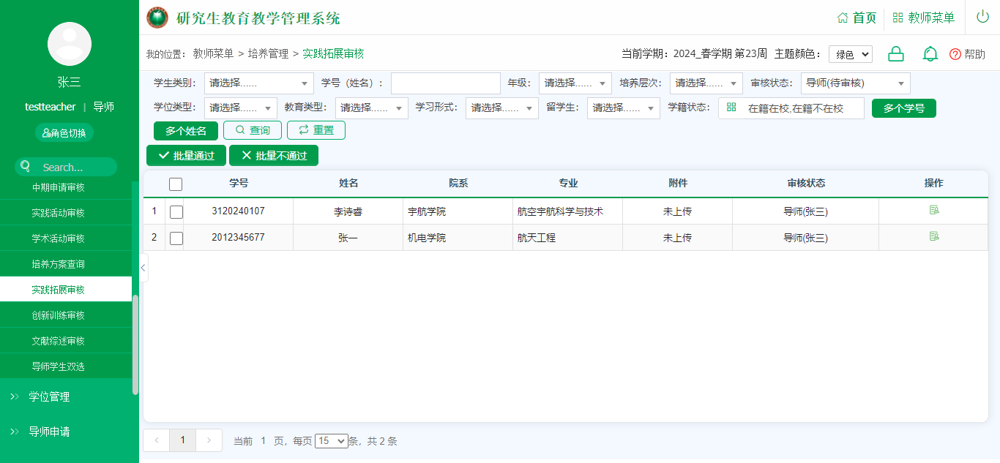 研究生教育教学管理系统
首页 教师菜单
我的位置： 教师菜单 > 培养管理 > 实践拓展审核
当前学期：2024_春学期 第23周 主题颜色： 绿色 帮助
张三
testteacher | 导师
角色切换
Search...
中期申请审核
实践活动审核
学术活动审核
培养方案查询
实践拓展审核
创新训练审核
文献综述审核
导师学生双选
学位管理
导师申请
学生类别： 请选择...... 学号（姓名）： 年级： 请选择...... 培养层次： 请选择...... 审核状态： 导师(待审核)
学位类型： 请选择...... 教育类型： 请选择...... 学习形式： 请选择...... 留学生： 请选择...... 学籍状态： 在籍在校,在籍不在校 多个学号
多个姓名 查询 重置
批量通过 批量不通过
学号 姓名 院系 专业 附件 审核状态 操作
1 3120240107 李诗睿 宇航学院 航空宇航科学与技术 未上传 导师(张三)
2 2012345677 张一 机电学院 航天工程 未上传 导师(张三)
< 1 > 当前 1 页，每页 15 条，共 2 条